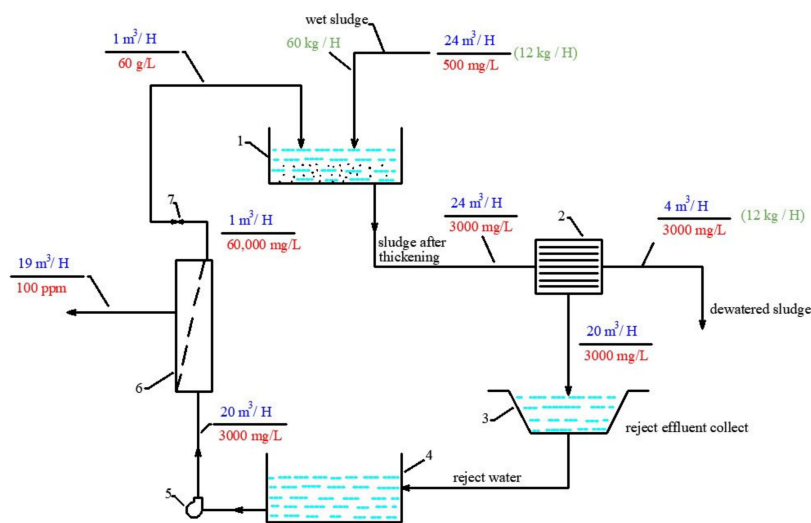 wet sludge
1 m³/ H
60 g/L
60 kg / H
24 m³/ H
500 mg/L
(12 kg / H)
1
7
1 m³/ H
60,000 mg/L
24 m³/ H
3000 mg/L
2
4 m³/ H
3000 mg/L
(12 kg / H)
sludge after
thickening
19 m³/ H
100 ppm
dewatered sludge
20 m³/ H
3000 mg/L
6
20 m³/ H
3000 mg/L
3
reject effluent collect
4
reject water
5